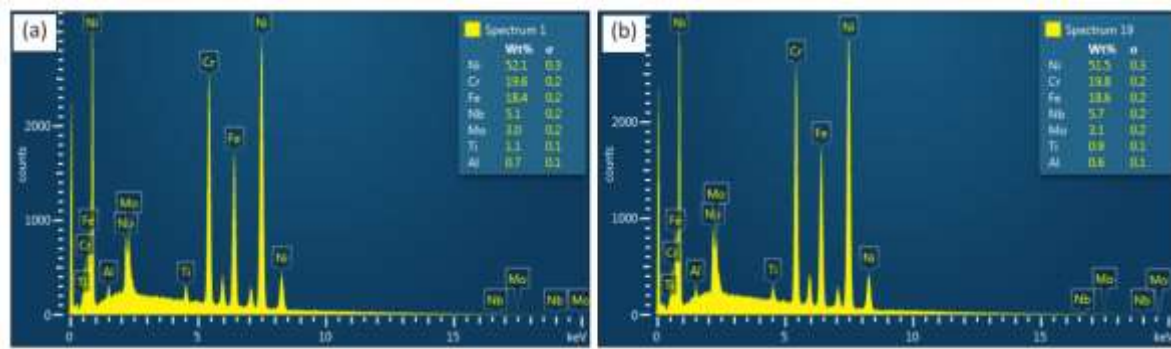 (a)
Spectrum 1
Wt% σ
Ni 52.1 0.3
Cr 19.6 0.2
Fe 18.4 0.2
Nb 5.1 0.2
Mo 3.0 0.2
Ti 1.1 0.1
Al 0.7 0.1
Ni
Cr
Ni
Fe
Mo
Nb
Fe
Cr
Ti
Al
Ti
Ni
Nb
Mo
Nb
Mo
counts
2000
1000
0
0 5 10 15 keV
(b)
Spectrum 19
Wt% σ
Ni 51.5 0.3
Cr 19.8 0.2
Fe 18.6 0.2
Nb 5.7 0.2
Mo 3.1 0.2
Ti 0.9 0.1
Al 0.6 0.1
Ni
Cr
Ni
Fe
Mo
Nb
Fe
Cr
Ti
Al
Ti
Ni
Nb
Mo
Nb
Mo
counts
2000
1000
0
0 5 10 15